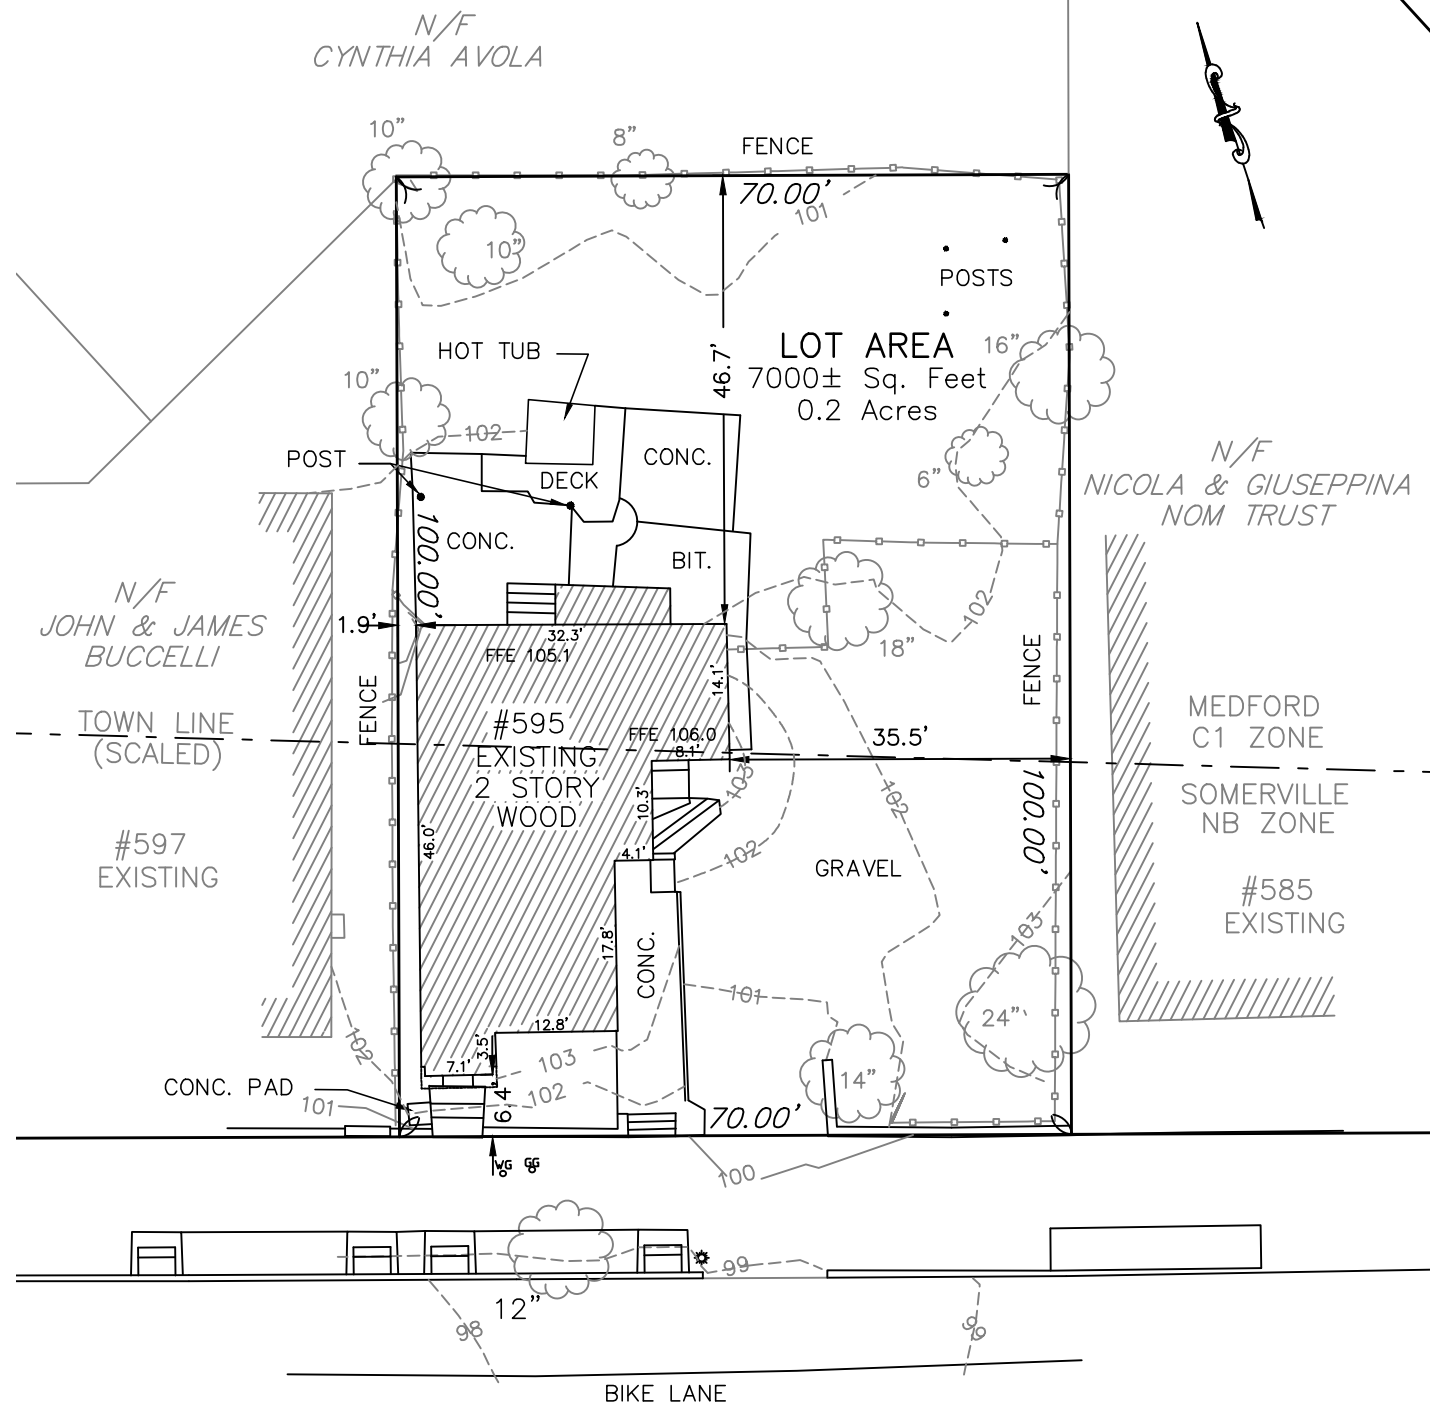 N/F
CYNTHIA AVOLA
10”
8”
FENCE
70.00'
101
10”
POSTS
HOT TUB
46.7'
LOT AREA
7000± Sq. Feet
0.2 Acres
16”
10”
102
POST
DECK
CONC.
6”
N/F
NICOLA & GIUSEPPINA
NOM TRUST
100.00'
CONC.
BIT.
102
N/F
JOHN & JAMES
BUCCELLI
1.9'
32.3'
FFE 105.1
18”
FENCE
14.1'
FENCE
TOWN LINE
(SCALED)
#595
EXISTING
2 STORY
WOOD
FFE 106.0
8.1'
35.5'
MEDFORD
C1 ZONE
SOMERVILLE
NB ZONE
103
102
10.3'
100.00'
46.0'
4.1'
102
#597
EXISTING
GRAVEL
#585
EXISTING
17.8'
CONC.
103
101
24”
12.8'
3.5'
7.1'
103
102
14”
CONC. PAD
101
102
6.4
70.00'
WG GG
100
99
12”
98
99
BIKE LANE